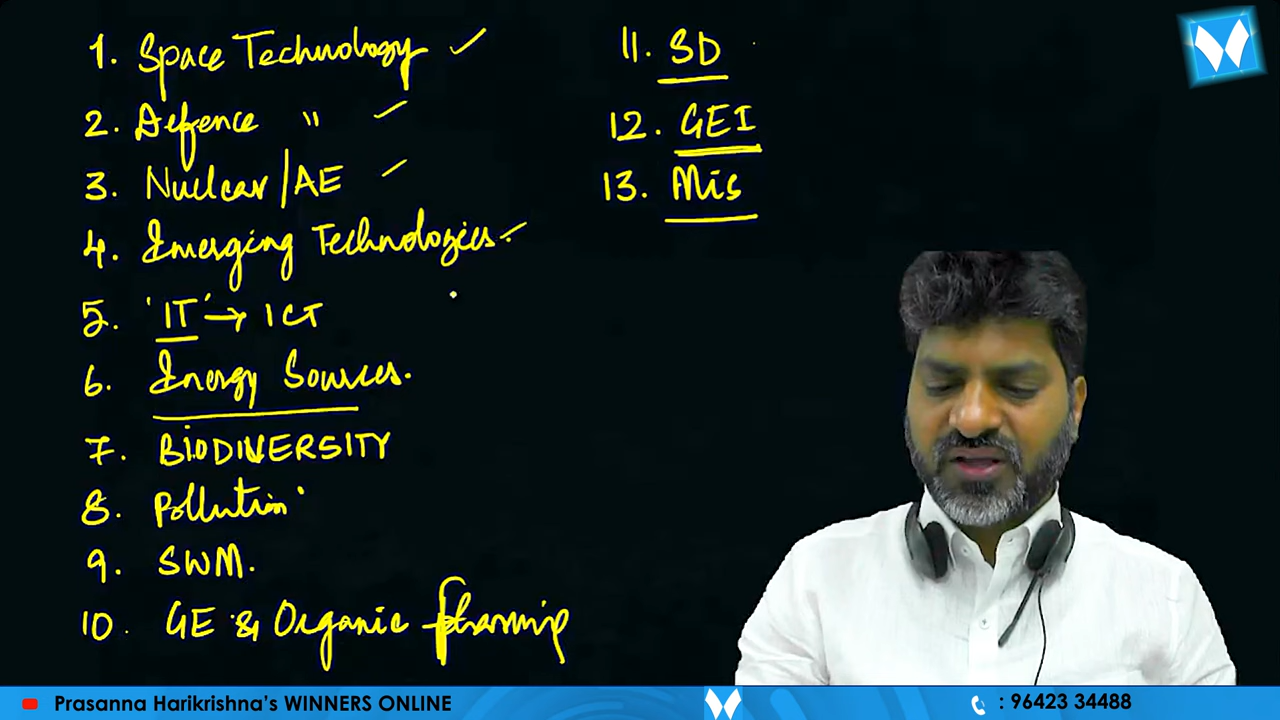 1. Space Technology ✓
2. Defence " ✓
3. Nuclear/AE ✓
4. Emerging Technologies. ✓
5. 'IT' → ICT
6. Energy Sources.
7. BIODIVERSITY
8. Pollution
9. SWM.
10. GE & Organic
11. SD
12. GEI
13. Mis
Prasanna Harikrishna's WINNERS ONLINE
: 96423 34488